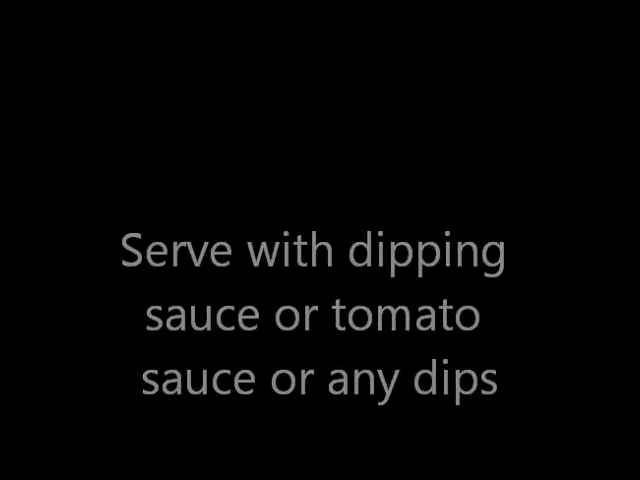 Serve with dipping
sauce or tomato
sauce or any dips